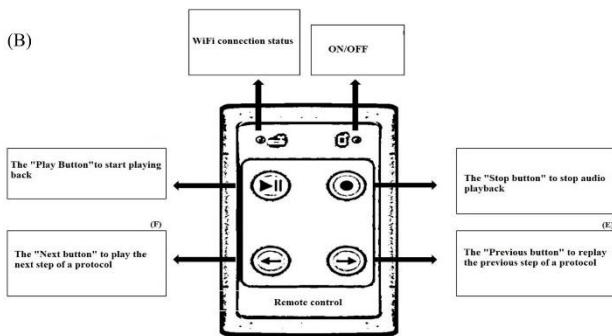 (B)
WiFi connection status
ON/OFF
The "Play Button"to start playing
back
The "Stop button" to stop audio
playback
(F)
(E)
The "Next button" to play the
next step of a protocol
The "Previous button" to replay
the previous step of a protocol
Remote control